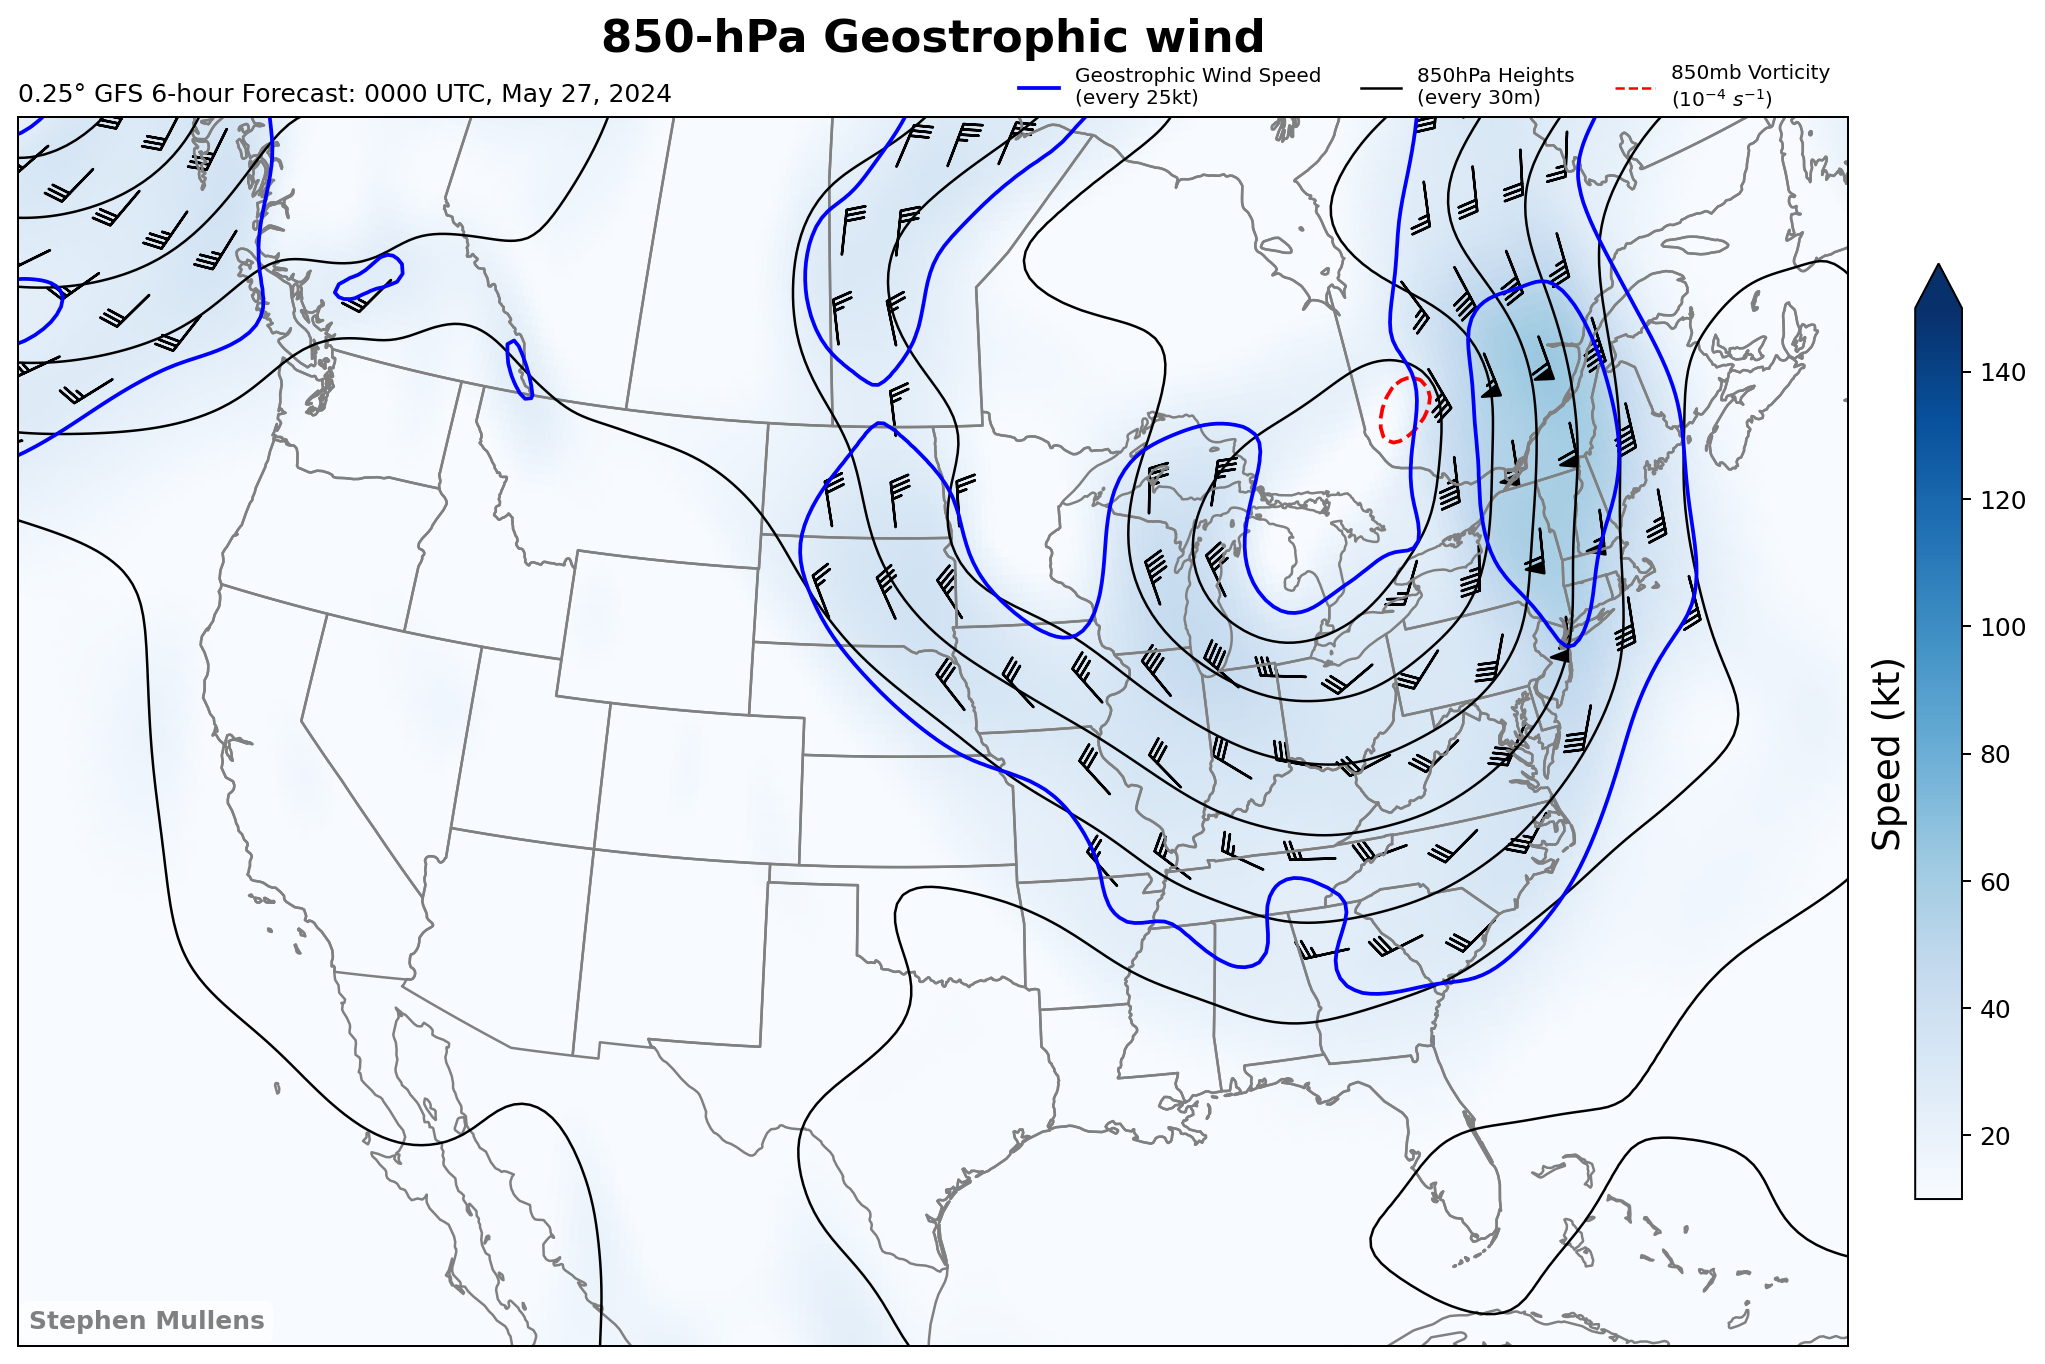 850-hPa Geostrophic wind
0.25° GFS 6-hour Forecast: 0000 UTC, May 27, 2024
Geostrophic Wind Speed
(every 25kt)
850hPa Heights
(every 30m)
850mb Vorticity
(10⁻⁴ s⁻¹)
140
120
100
80
60
40
20
Speed (kt)
Stephen Mullens